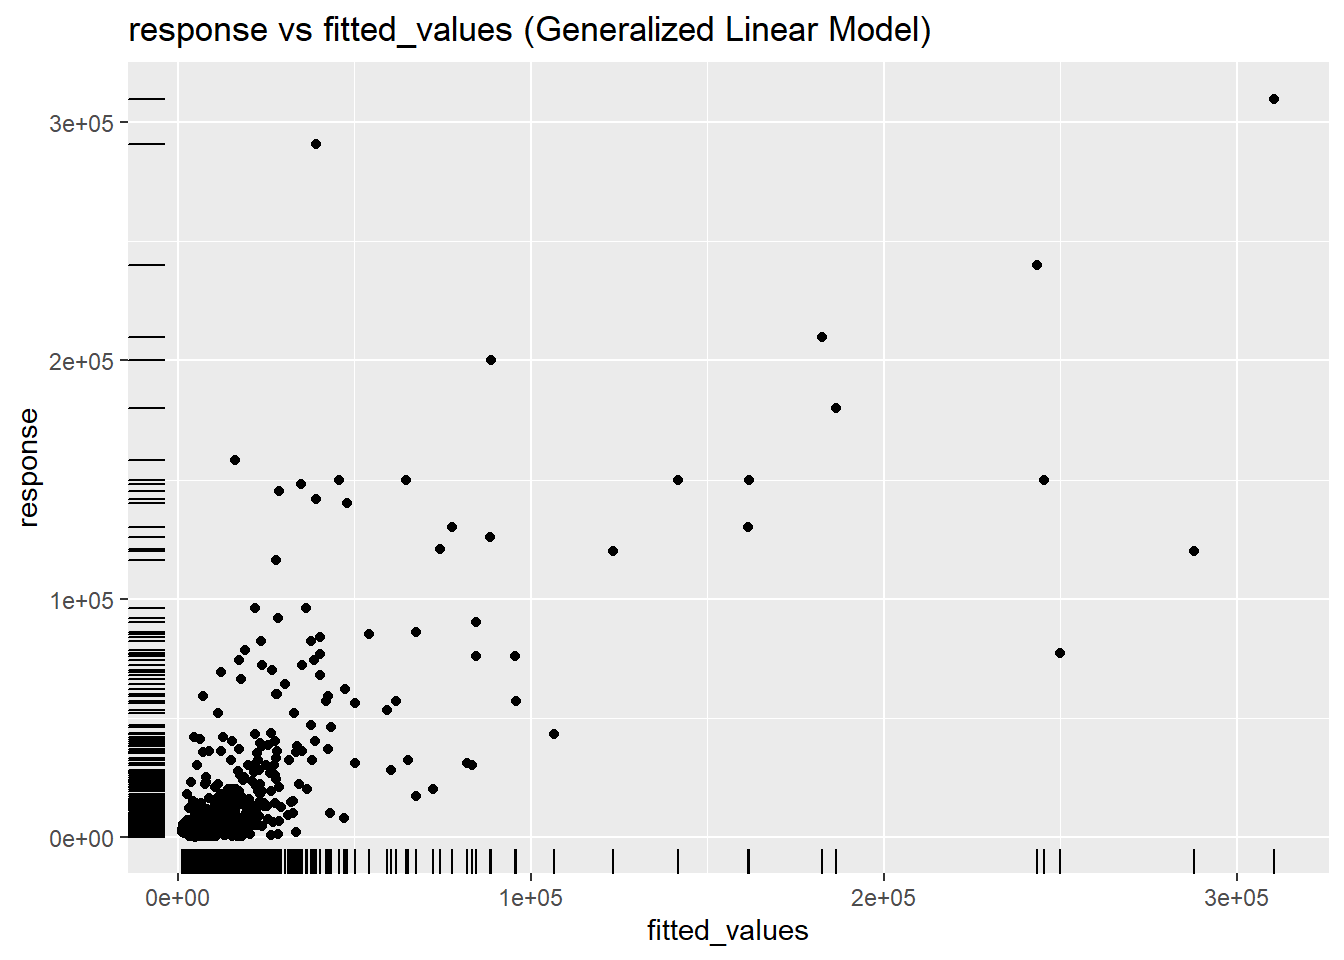 response vs fitted_values (Generalized Linear Model)
response
3e+05
2e+05
1e+05
0e+00
0e+00 1e+05 2e+05 3e+05
fitted_values